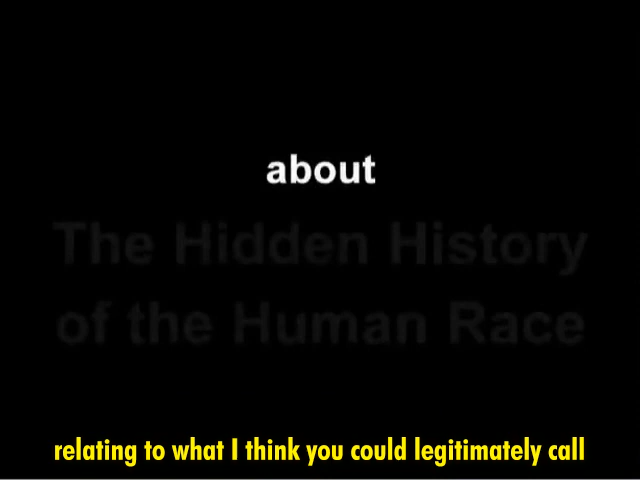 about
The Hidden History
of the Human Race
relating to what I think you could legitimately call